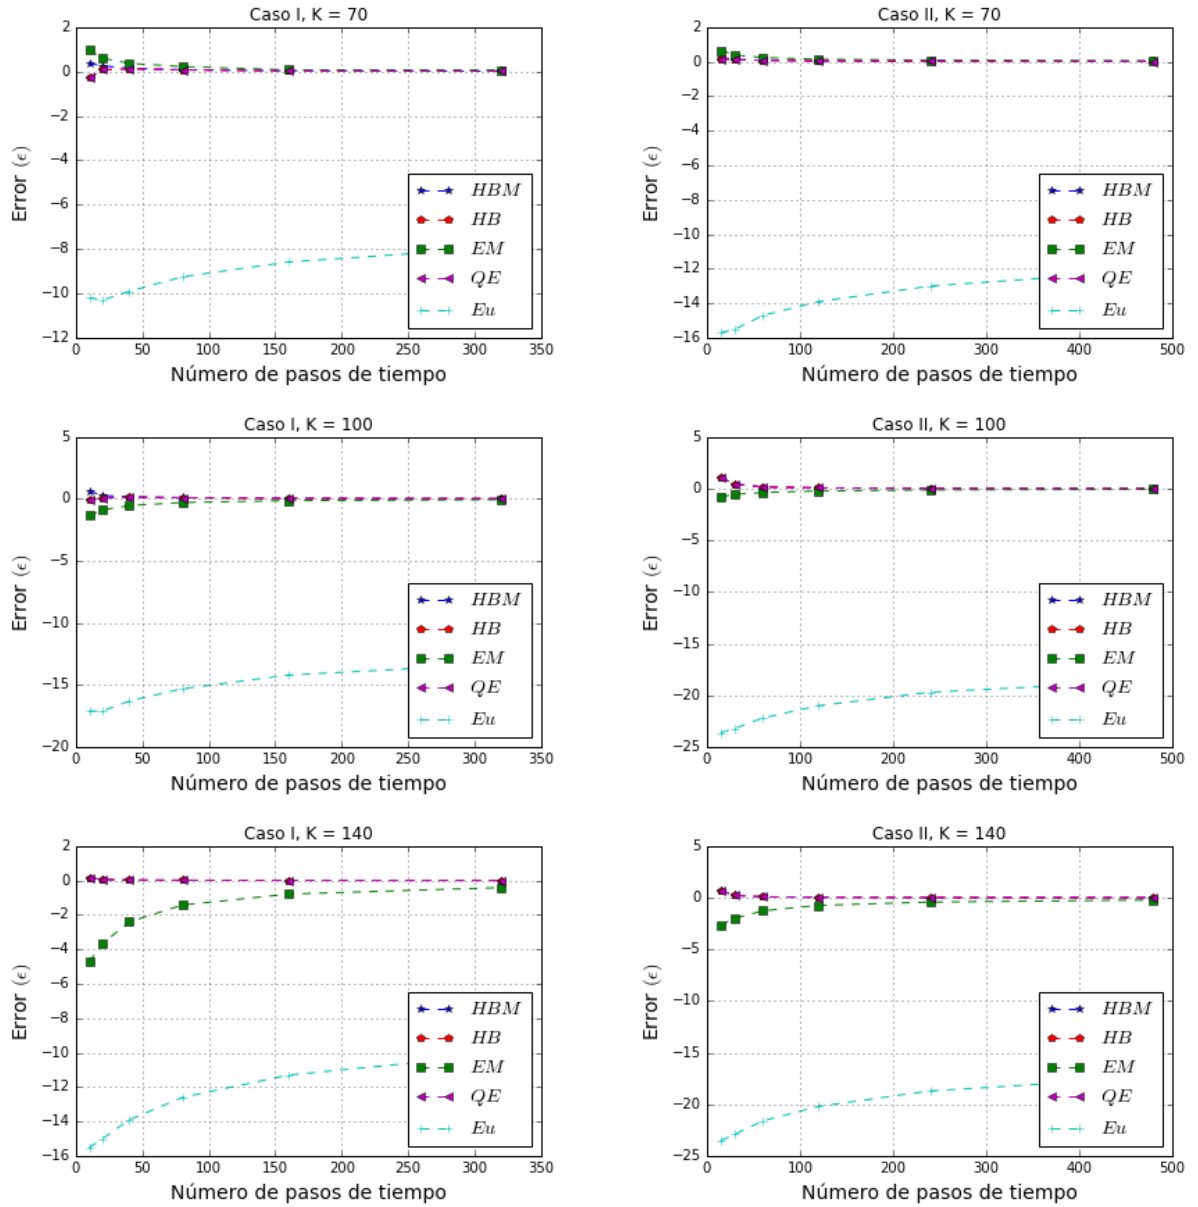 Caso I, K = 70
Error (ϵ)
2
0
−2
−4
−6
−8
−10
−12
0 50 100 150 200 250 300 350
Número de pasos de tiempo
HBM
HB
EM
QE
Eu
Caso II, K = 70
Error (ϵ)
2
0
−2
−4
−6
−8
−10
−12
−14
−16
0 100 200 300 400 500
Número de pasos de tiempo
HBM
HB
EM
QE
Eu
Caso I, K = 100
Error (ϵ)
5
0
−5
−10
−15
−20
0 50 100 150 200 250 300 350
Número de pasos de tiempo
HBM
HB
EM
QE
Eu
Caso II, K = 100
Error (ϵ)
5
0
−5
−10
−15
−20
−25
0 100 200 300 400 500
Número de pasos de tiempo
HBM
HB
EM
QE
Eu
Caso I, K = 140
Error (ϵ)
2
0
−2
−4
−6
−8
−10
−12
−14
−16
0 50 100 150 200 250 300 350
Número de pasos de tiempo
HBM
HB
EM
QE
Eu
Caso II, K = 140
Error (ϵ)
5
0
−5
−10
−15
−20
−25
0 100 200 300 400 500
Número de pasos de tiempo
HBM
HB
EM
QE
Eu